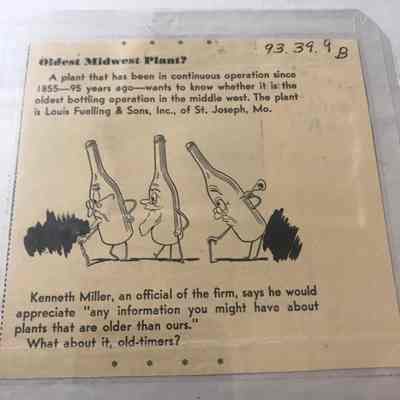 93.39.9
B
Oldest Midwest Plant?
A plant that has been in continuous operation since
1855—95 years ago—wants to know whether it is the
oldest bottling operation in the middle west. The plant
is Louis Fuelling & Sons, Inc., of St. Joseph, Mo.
Kenneth Miller, an official of the firm, says he would
appreciate "any information you might have about
plants that are older than ours."
What about it, old-timers?